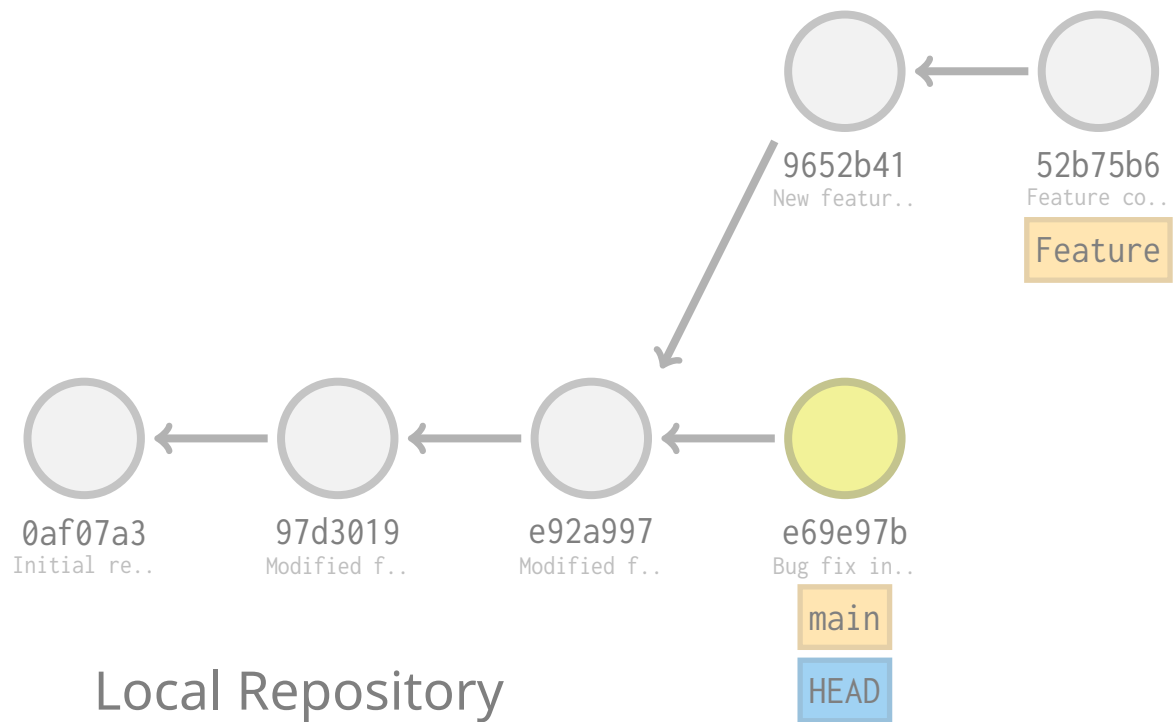 9652b41
New featur..
52b75b6
Feature co..
Feature
0af07a3
Initial re..
97d3019
Modified f..
e92a997
Modified f..
e69e97b
Bug fix in..
main
HEAD
Local Repository